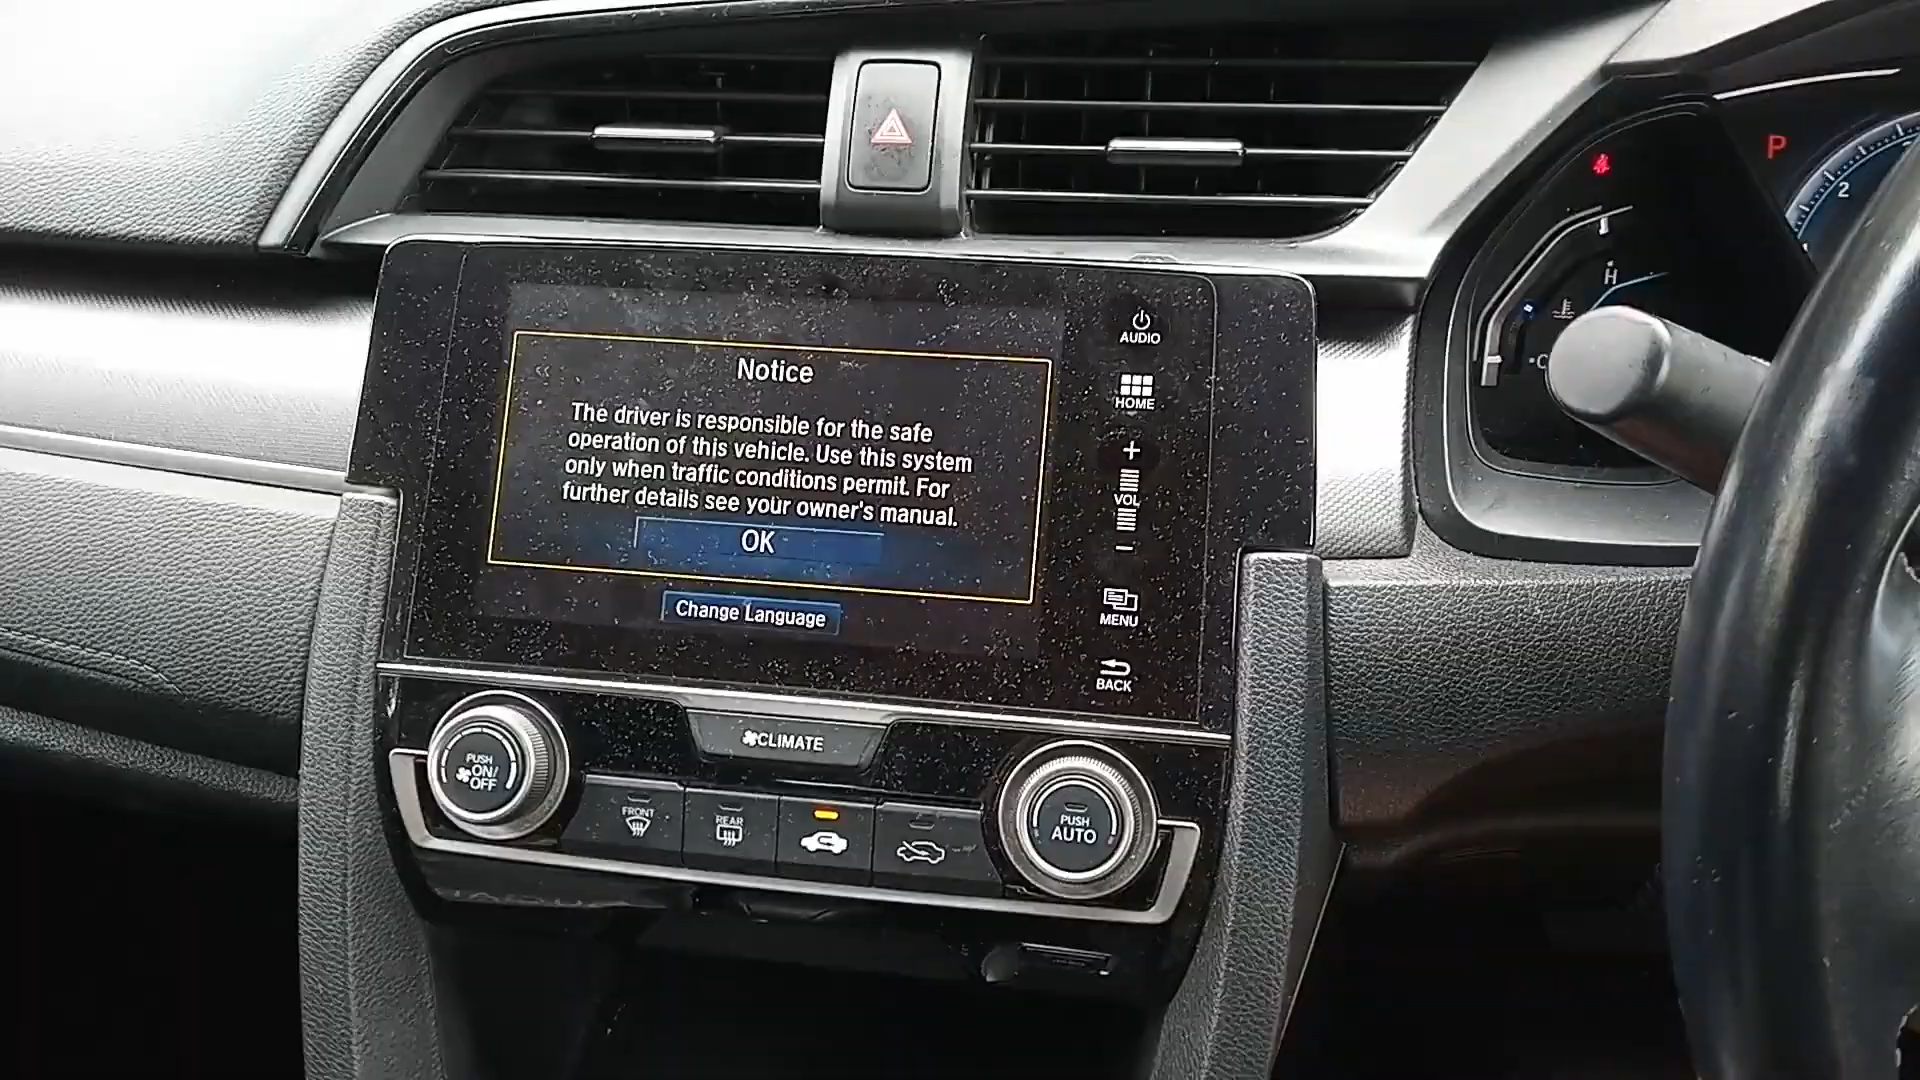 Notice
The driver is responsible for the safe
operation of this vehicle. Use this system
only when traffic conditions permit. For
further details see your owner's manual.
OK
Change Language
AUDIO
HOME
+
VOL
−
MENU
BACK
CLIMATE
PUSH
ON/
OFF
FRONT
REAR
PUSH
AUTO
P
2
H
C